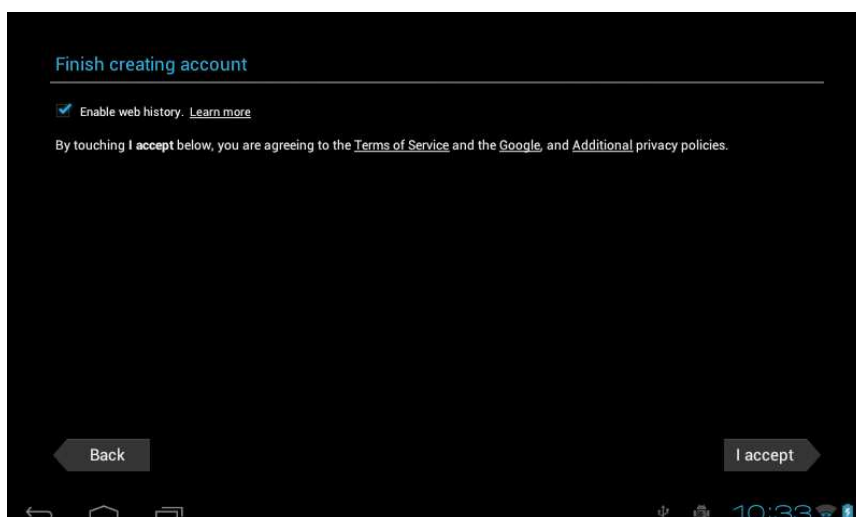 Finish creating account
Enable web history. Learn more
By touching I accept below, you are agreeing to the Terms of Service and the Google, and Additional privacy policies.
Back
I accept
10:33